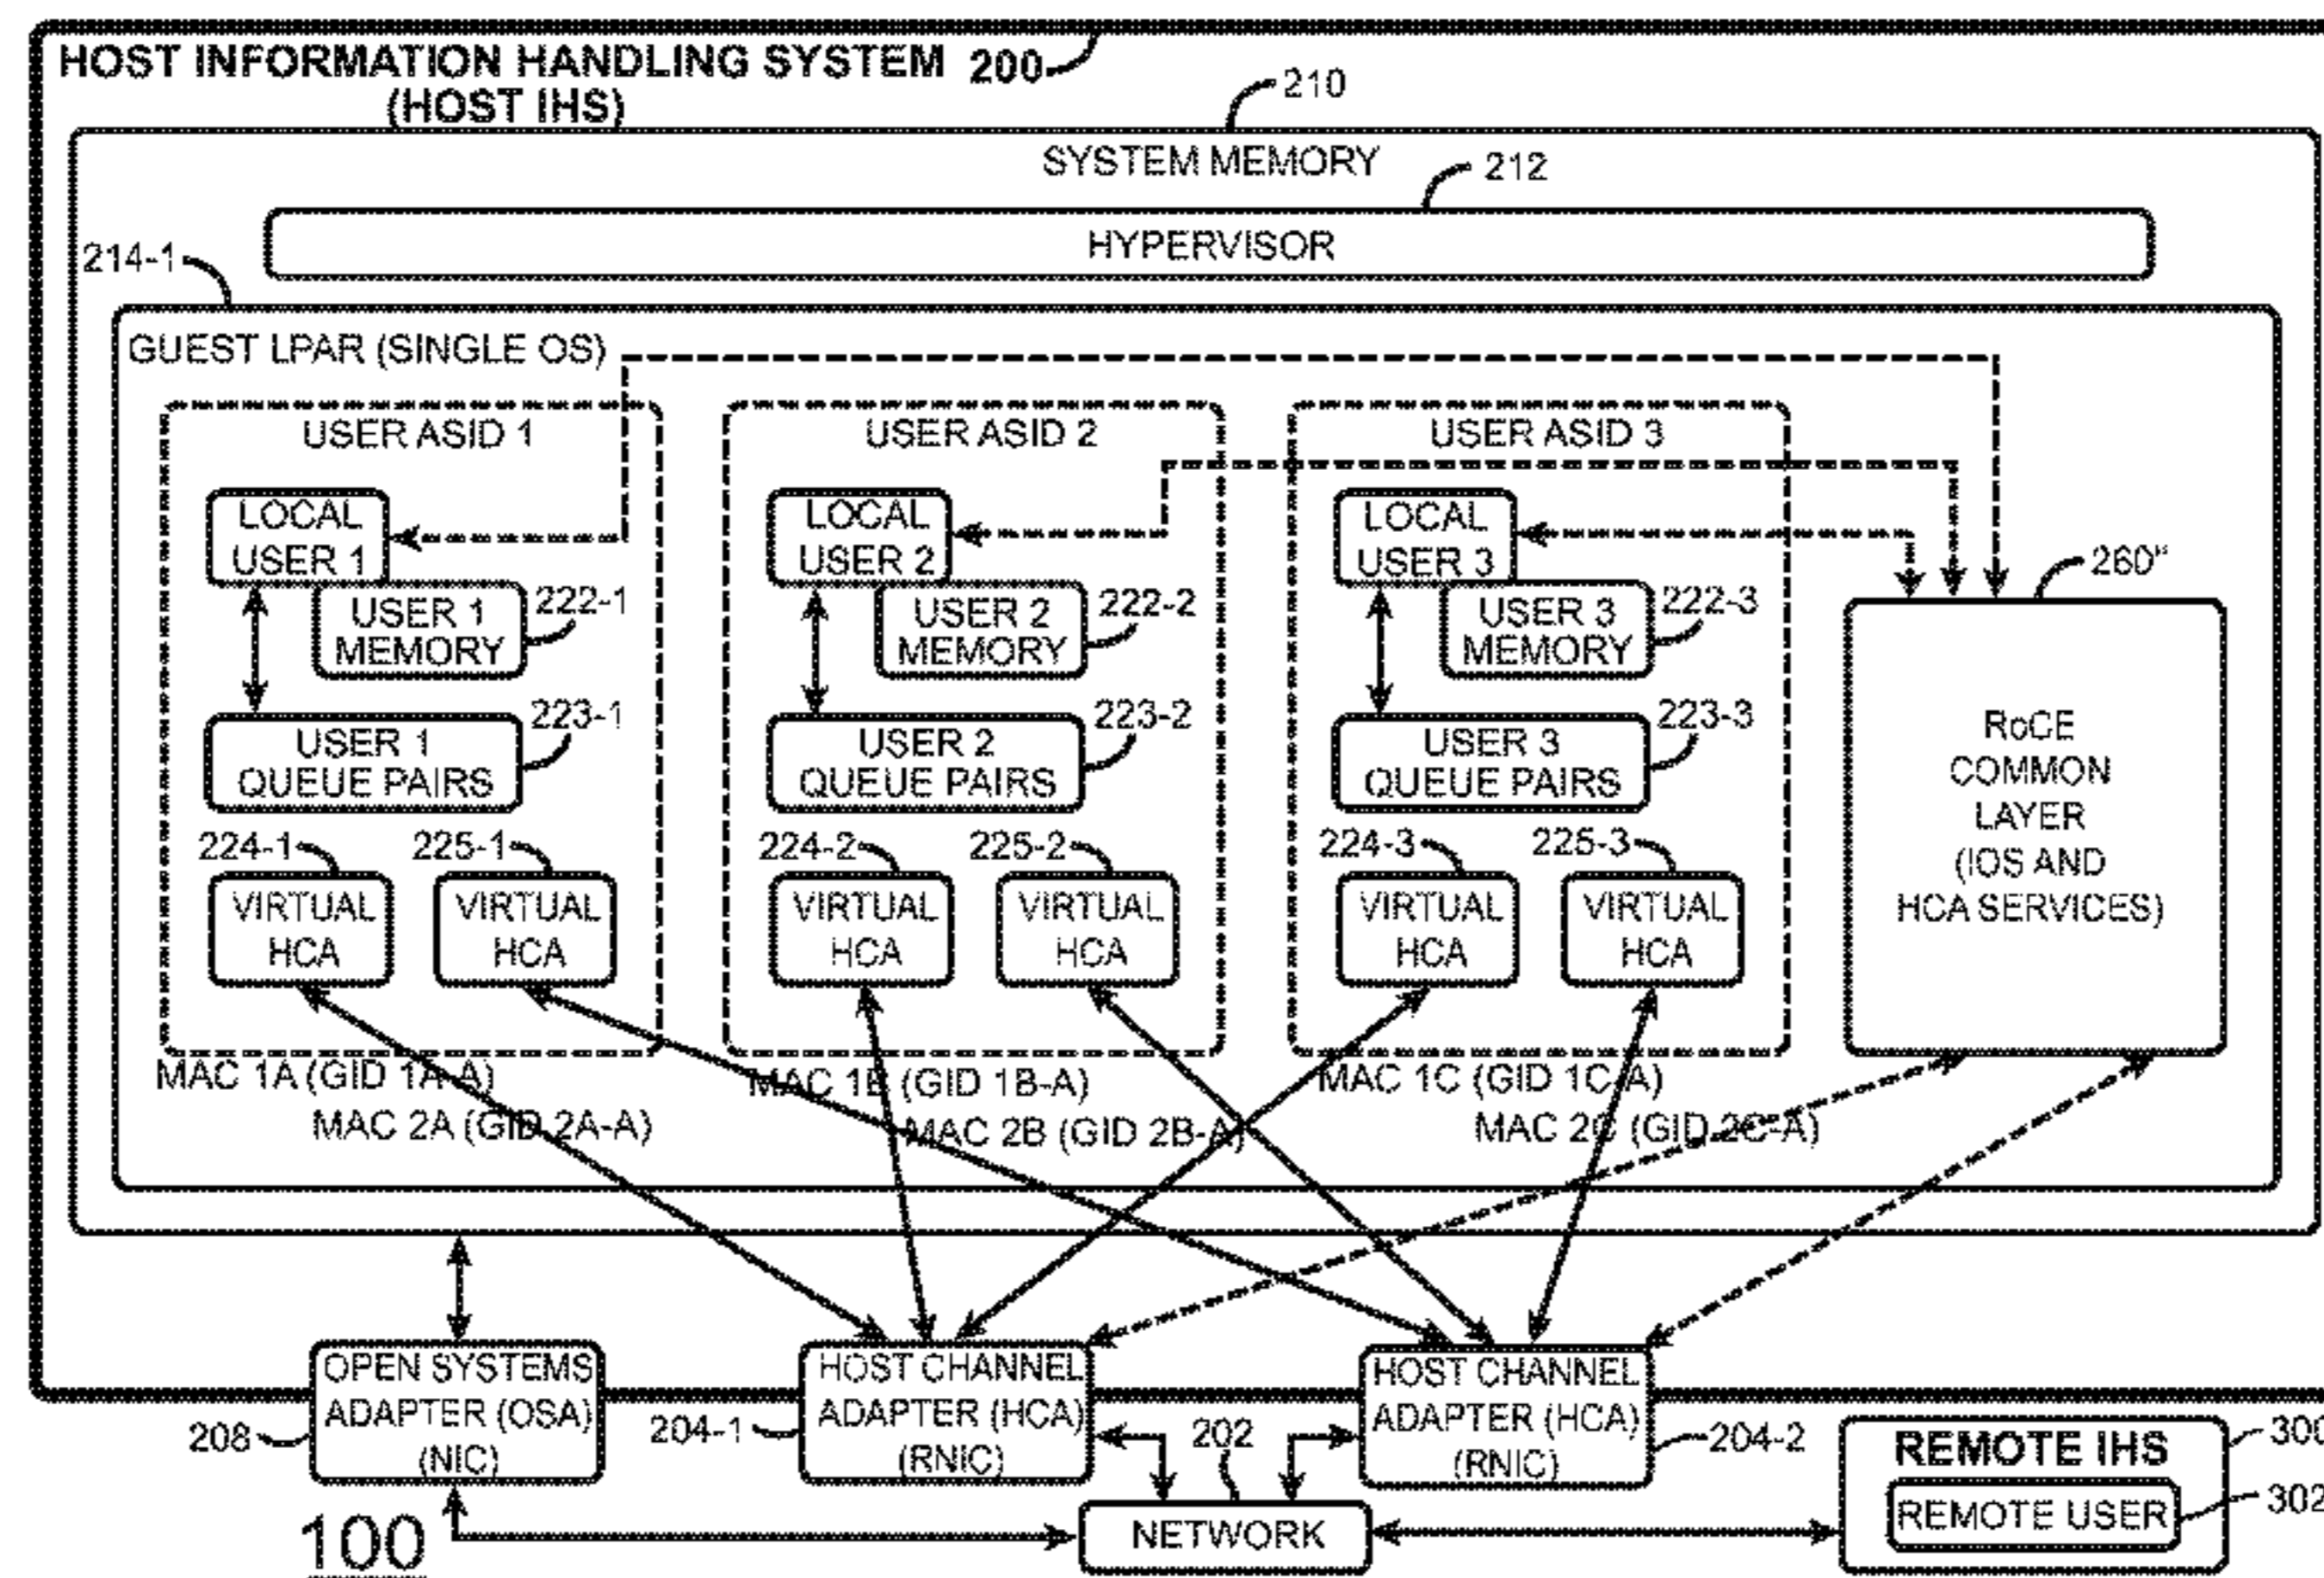 HOST INFORMATION HANDLING SYSTEM 200
(HOST IHS)
210
SYSTEM MEMORY
212
HYPERVISOR
214-1
GUEST LPAR (SINGLE OS)
USER ASID 1
USER ASID 2
USER ASID 3
LOCAL
USER 1
LOCAL
USER 2
LOCAL
USER 3
260"
USER 1
MEMORY
222-1
USER 2
MEMORY
222-2
USER 3
MEMORY
222-3
223-1
223-2
223-3
USER 1
QUEUE PAIRS
USER 2
QUEUE PAIRS
USER 3
QUEUE PAIRS
RoCE
COMMON
LAYER
(IOS AND
HCA SERVICES)
224-1
225-1
224-2
225-2
224-3
225-3
VIRTUAL
HCA
VIRTUAL
HCA
VIRTUAL
HCA
VIRTUAL
HCA
VIRTUAL
HCA
VIRTUAL
HCA
MAC 1A (GID 1A-A)
MAC 2A (GID 2A-A)
MAC 1B (GID 1B-A)
MAC 2B (GID 2B-A)
MAC 1C (GID 1C-A)
MAC 2C (GID 2C-A)
OPEN SYSTEMS
ADAPTER (OSA)
(NIC)
208
HOST CHANNEL
ADAPTER (HCA)
(RNIC)
204-1
HOST CHANNEL
ADAPTER (HCA)
(RNIC)
204-2
202
NETWORK
REMOTE IHS
300
REMOTE USER
302
100